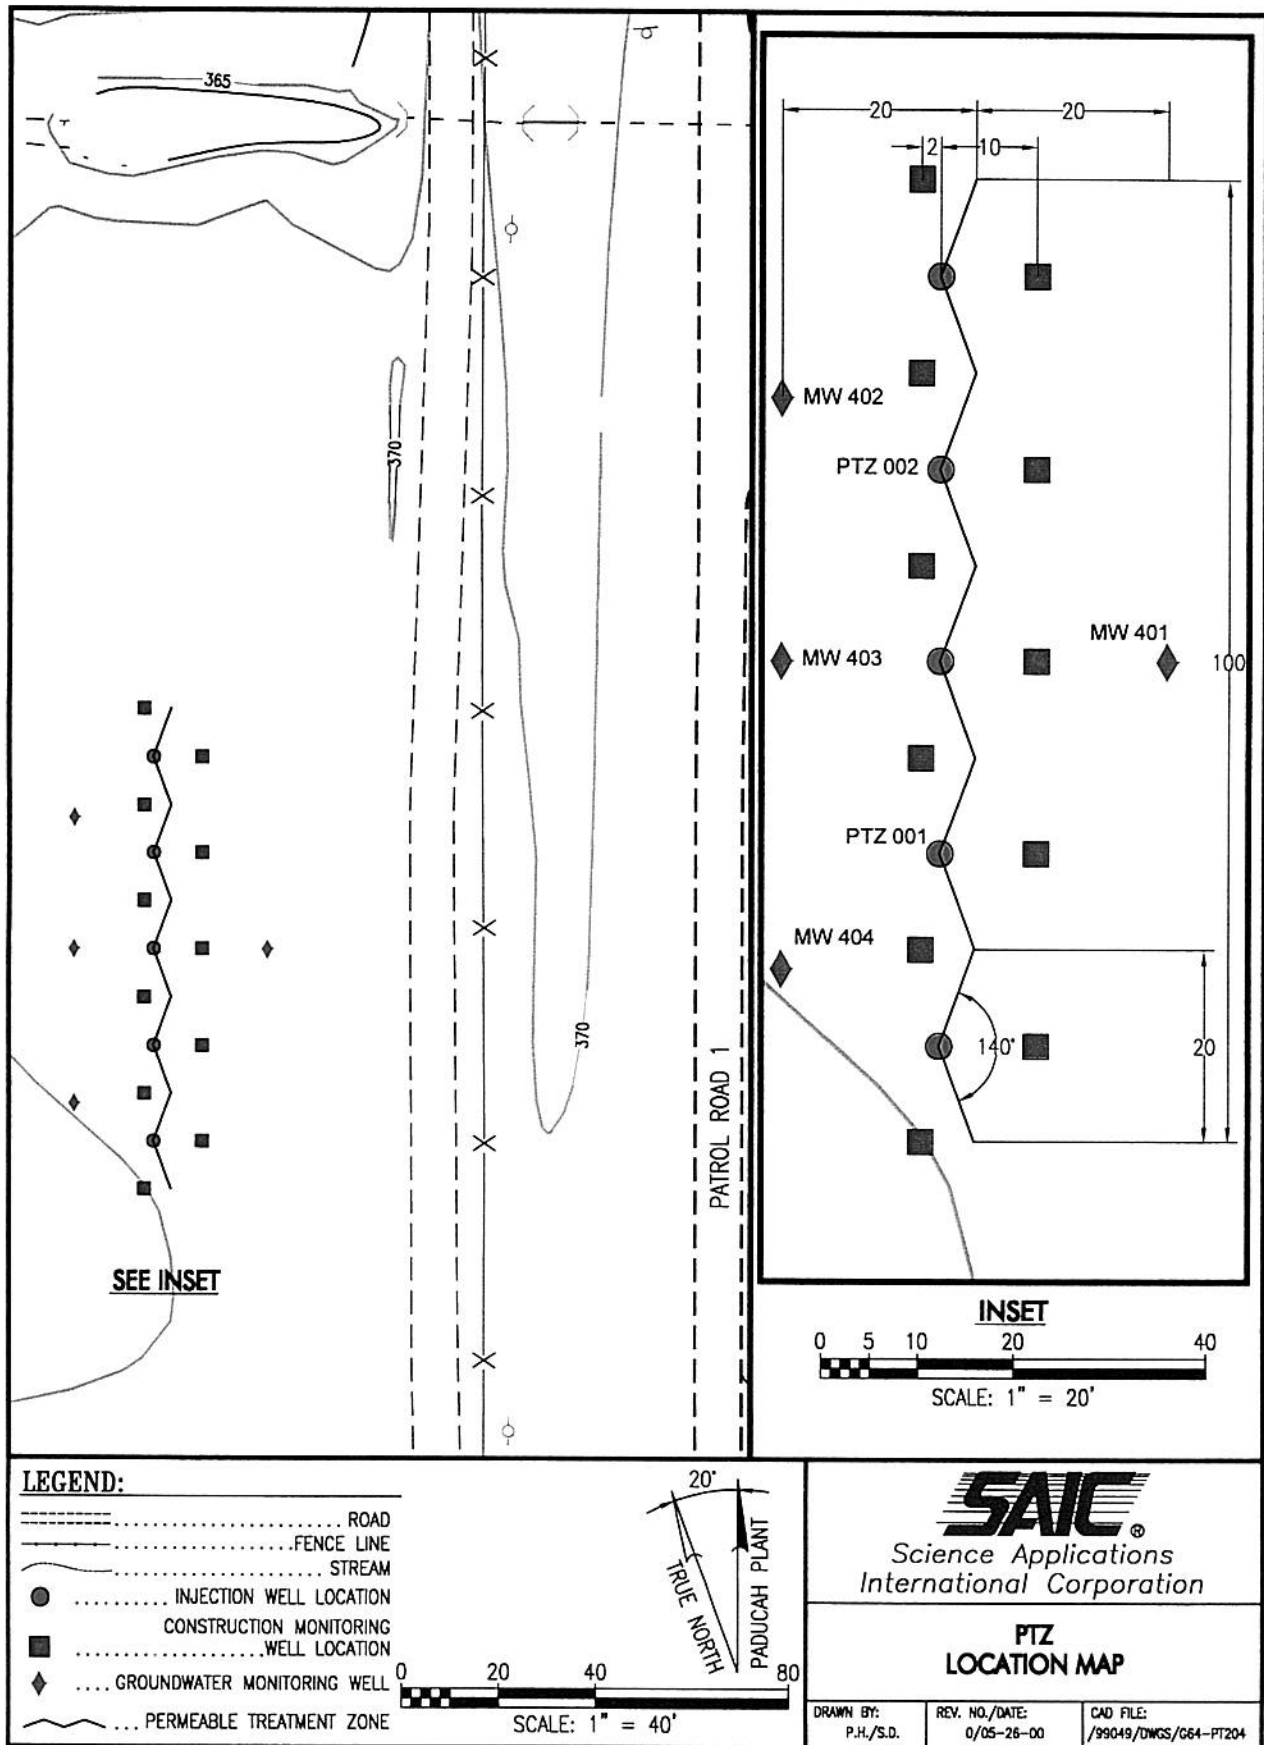 365
370
370
PATROL ROAD 1
SEE INSET
20
20
2
10
MW 402
PTZ 002
MW 403
MW 401
100
PTZ 001
MW 404
140°
20
INSET
0 5 10 20 40
SCALE: 1" = 20'
LEGEND:
ROAD
FENCE LINE
STREAM
INJECTION WELL LOCATION
CONSTRUCTION MONITORING
WELL LOCATION
GROUNDWATER MONITORING WELL
PERMEABLE TREATMENT ZONE
20°
TRUE NORTH
PADUCAH PLANT
0 20 40 80
SCALE: 1" = 40'
SAIC®
Science Applications
International Corporation
PTZ
LOCATION MAP
DRAWN BY:
P.H./S.D.
REV. NO./DATE:
0/05-26-00
CAD FILE:
/99049/DWGS/G64-PT204